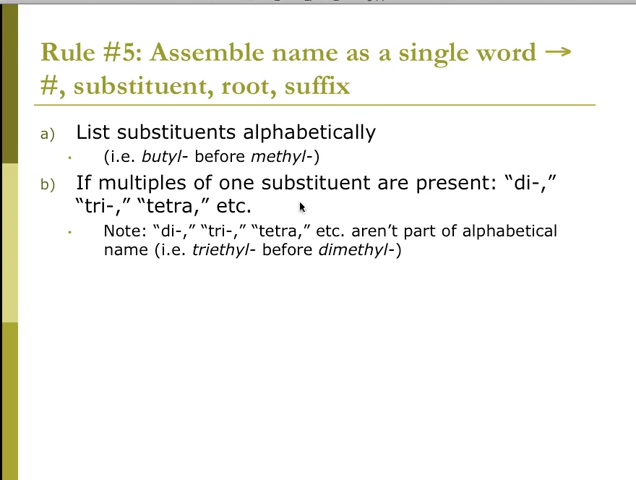 Rule #5: Assemble name as a single word →
#, substituent, root, suffix
a) List substituents alphabetically
• (i.e. butyl- before methyl-)
b) If multiples of one substituent are present: “di-,”
“tri-,” “tetra,” etc.
• Note: “di-,” “tri-,” “tetra,” etc. aren’t part of alphabetical
name (i.e. triethyl- before dimethyl-)